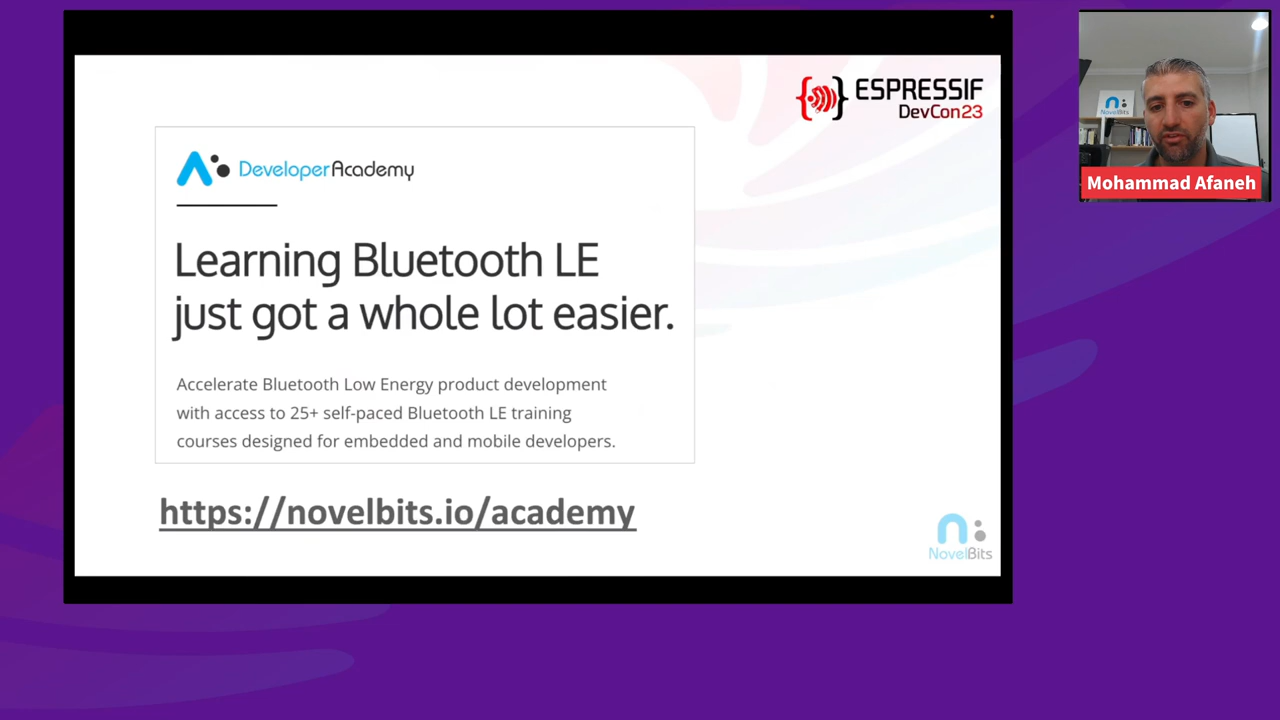 ESPRESSIF
DevCon23
DeveloperAcademy
Learning Bluetooth LE
just got a whole lot easier.
Accelerate Bluetooth Low Energy product development
with access to 25+ self-paced Bluetooth LE training
courses designed for embedded and mobile developers.
https://novelbits.io/academy
NovelBits
NovelBits
Mohammad Afaneh